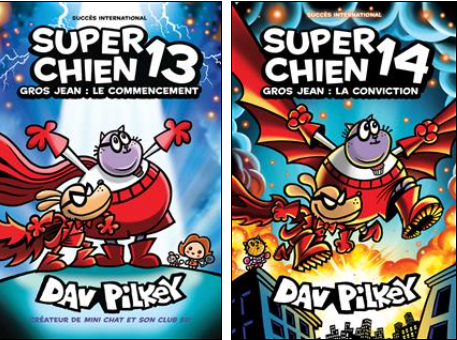 SUCCÈS INTERNATIONAL
SUPER
CHIEN 13
GROS JEAN : LE COMMENCEMENT
DAV PILKEY
CRÉATEUR DE MINI CHAT ET SON CLUB BD
SUCCÈS INTERNATIONAL
SUPER
CHIEN 14
GROS JEAN : LA CONVICTION
DAV PILKEY